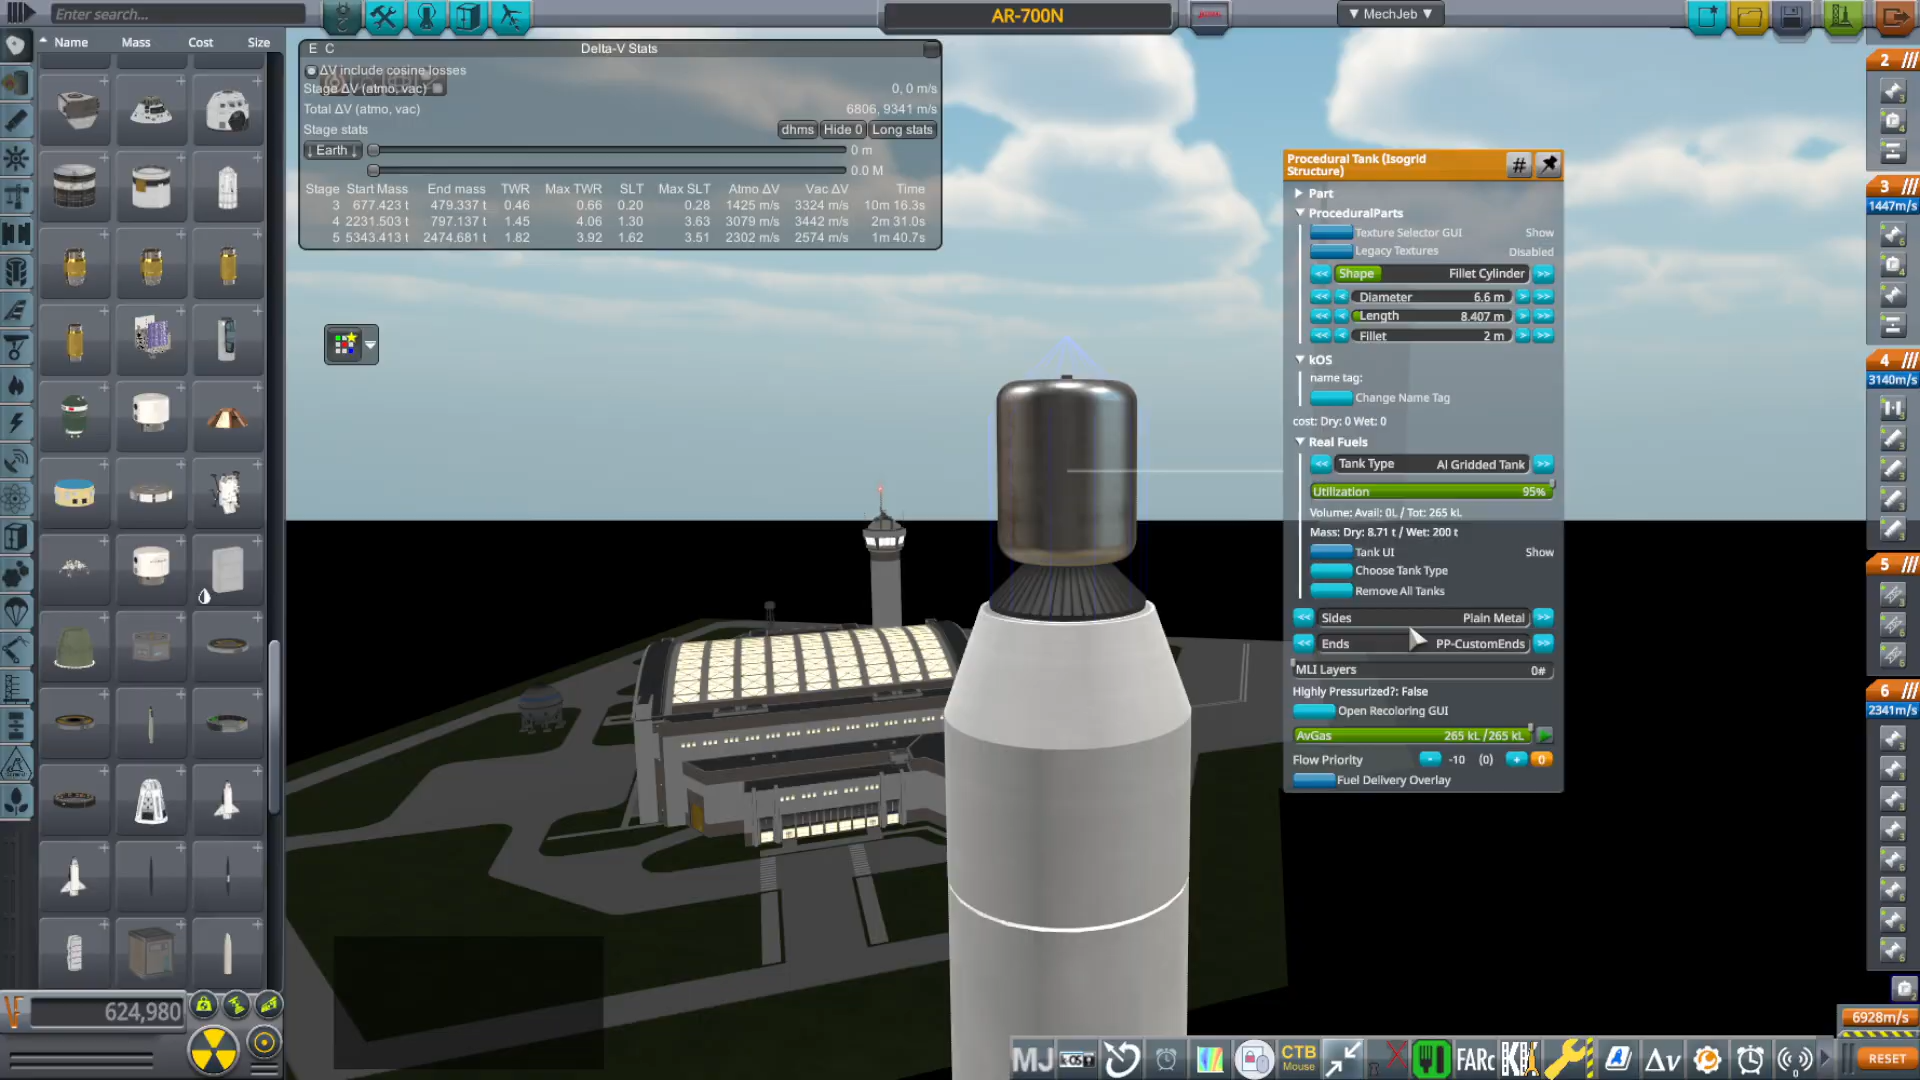 Enter search...
AR-700N
▼ MechJeb ▼
Name Mass Cost Size
E C Delta-V Stats
ΔV include cosine losses
Stage ΔV (atmo, vac) 0, 0 m/s
Total ΔV (atmo, vac) 6806, 9341 m/s
Stage stats dhms Hide 0 Long stats
↓ Earth ↓ 0 m
0.0 M
Stage Start Mass End mass TWR Max TWR SLT Max SLT Atmo ΔV Vac ΔV Time
3 677.423 t 479.337 t 0.46 0.66 0.20 0.28 1425 m/s 3324 m/s 10m 16.3s
4 2231.503 t 797.137 t 1.45 4.06 1.30 3.63 3079 m/s 3442 m/s 2m 31.0s
5 5343.413 t 2474.681 t 1.82 3.92 1.62 3.51 2302 m/s 2574 m/s 1m 40.7s
Procedural Tank (Isogrid
Structure) #
Part
ProceduralParts
Texture Selector GUI Show
Legacy Textures Disabled
<< Shape Fillet Cylinder >>
<< < Diameter 6.6 m > >>
<< < Length 8.407 m > >>
<< < Fillet 2 m > >>
kOS
name tag:
Change Name Tag
cost: Dry: 0 Wet: 0
Real Fuels
<< Tank Type Al Gridded Tank >>
Utilization 95%
Volume: Avail: 0L / Tot: 265 kL
Mass: Dry: 8.71 t / Wet: 200 t
Tank UI Show
Choose Tank Type
Remove All Tanks
<< Sides Plain Metal >>
<< Ends PP-CustomEnds >>
MLI Layers 0#
Highly Pressurized?: False
Open Recoloring GUI
AvGas 265 kL /265 kL
Flow Priority - -10 (0) + 0
Fuel Delivery Overlay
2
3
1447m/s
4
3140m/s
5
6
2341m/s
6928m/s
624,980
MJ kOS CTB Mouse FARc Δv RESET